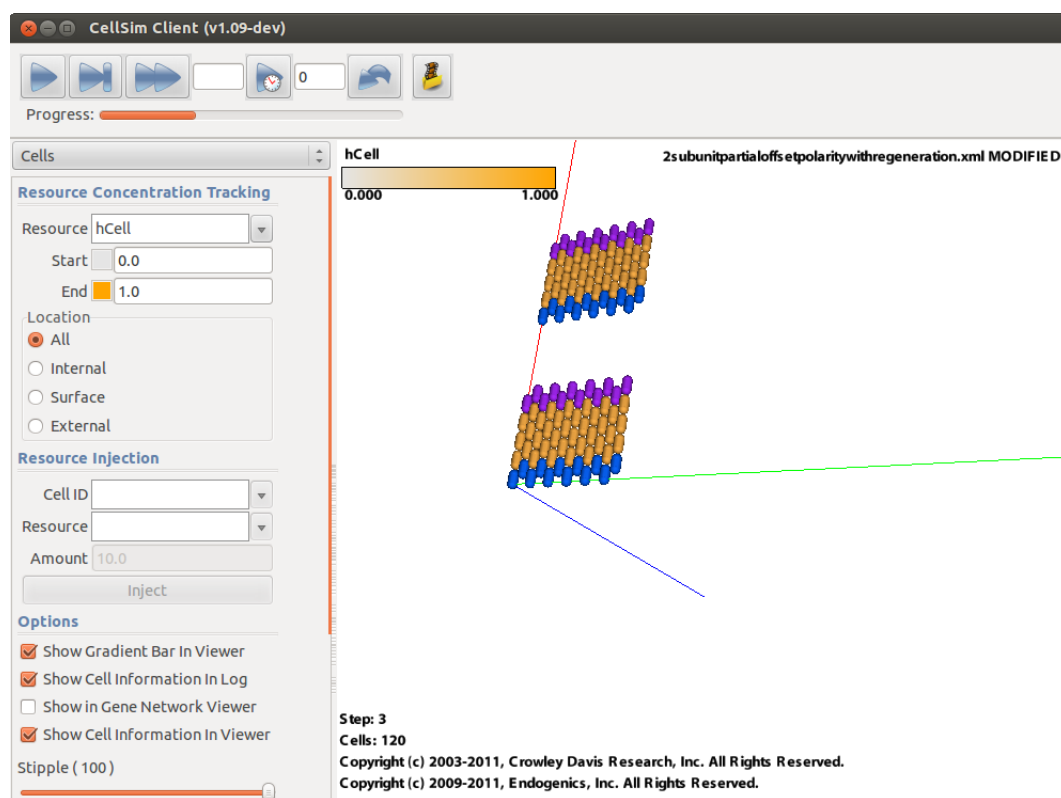 CellSim Client (v1.09-dev)
0
Progress:
Cells
Resource Concentration Tracking
Resource hCell
Start 0.0
End 1.0
Location
All
Internal
Surface
External
Resource Injection
Cell ID
Resource
Amount 10.0
Inject
Options
Show Gradient Bar In Viewer
Show Cell Information In Log
Show in Gene Network Viewer
Show Cell Information In Viewer
Stipple ( 100 )
hCell
0.000 1.000
2subunitpartialoffsetpolaritywithregeneration.xml MODIFIED
Step: 3
Cells: 120
Copyright (c) 2003-2011, Crowley Davis Research, Inc. All Rights Reserved.
Copyright (c) 2009-2011, Endogenics, Inc. All Rights Reserved.